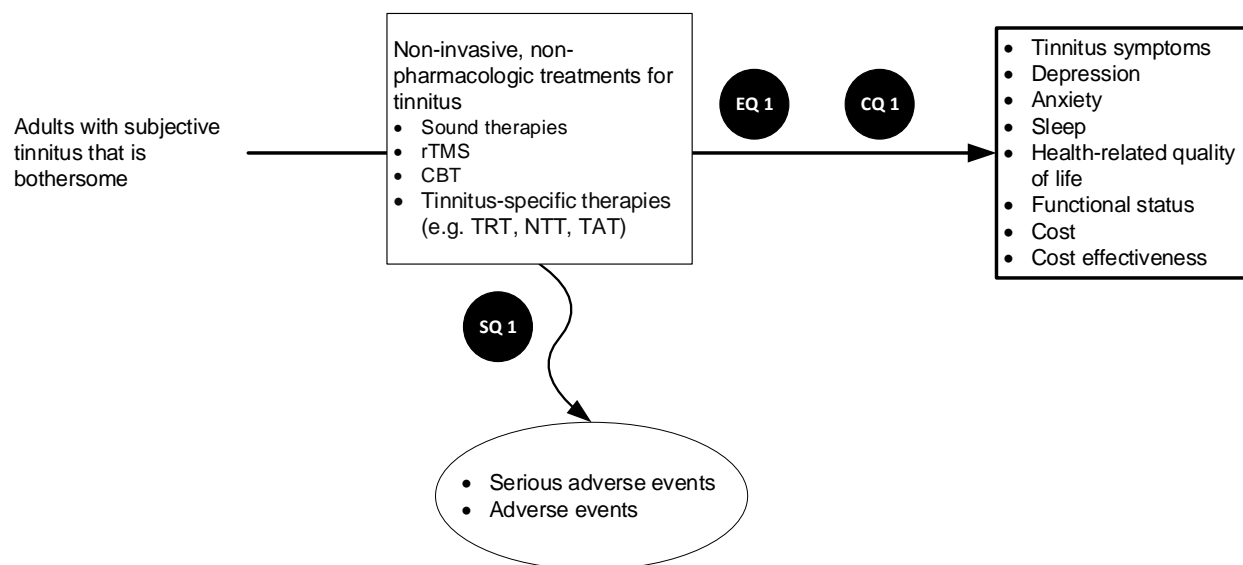 Adults with subjective
tinnitus that is
bothersome
Non-invasive, non-
pharmacologic treatments for
tinnitus
• Sound therapies
• rTMS
• CBT
• Tinnitus-specific therapies
(e.g. TRT, NTT, TAT)
EQ 1
CQ 1
• Tinnitus symptoms
• Depression
• Anxiety
• Sleep
• Health-related quality
of life
• Functional status
• Cost
• Cost effectiveness
SQ 1
• Serious adverse events
• Adverse events